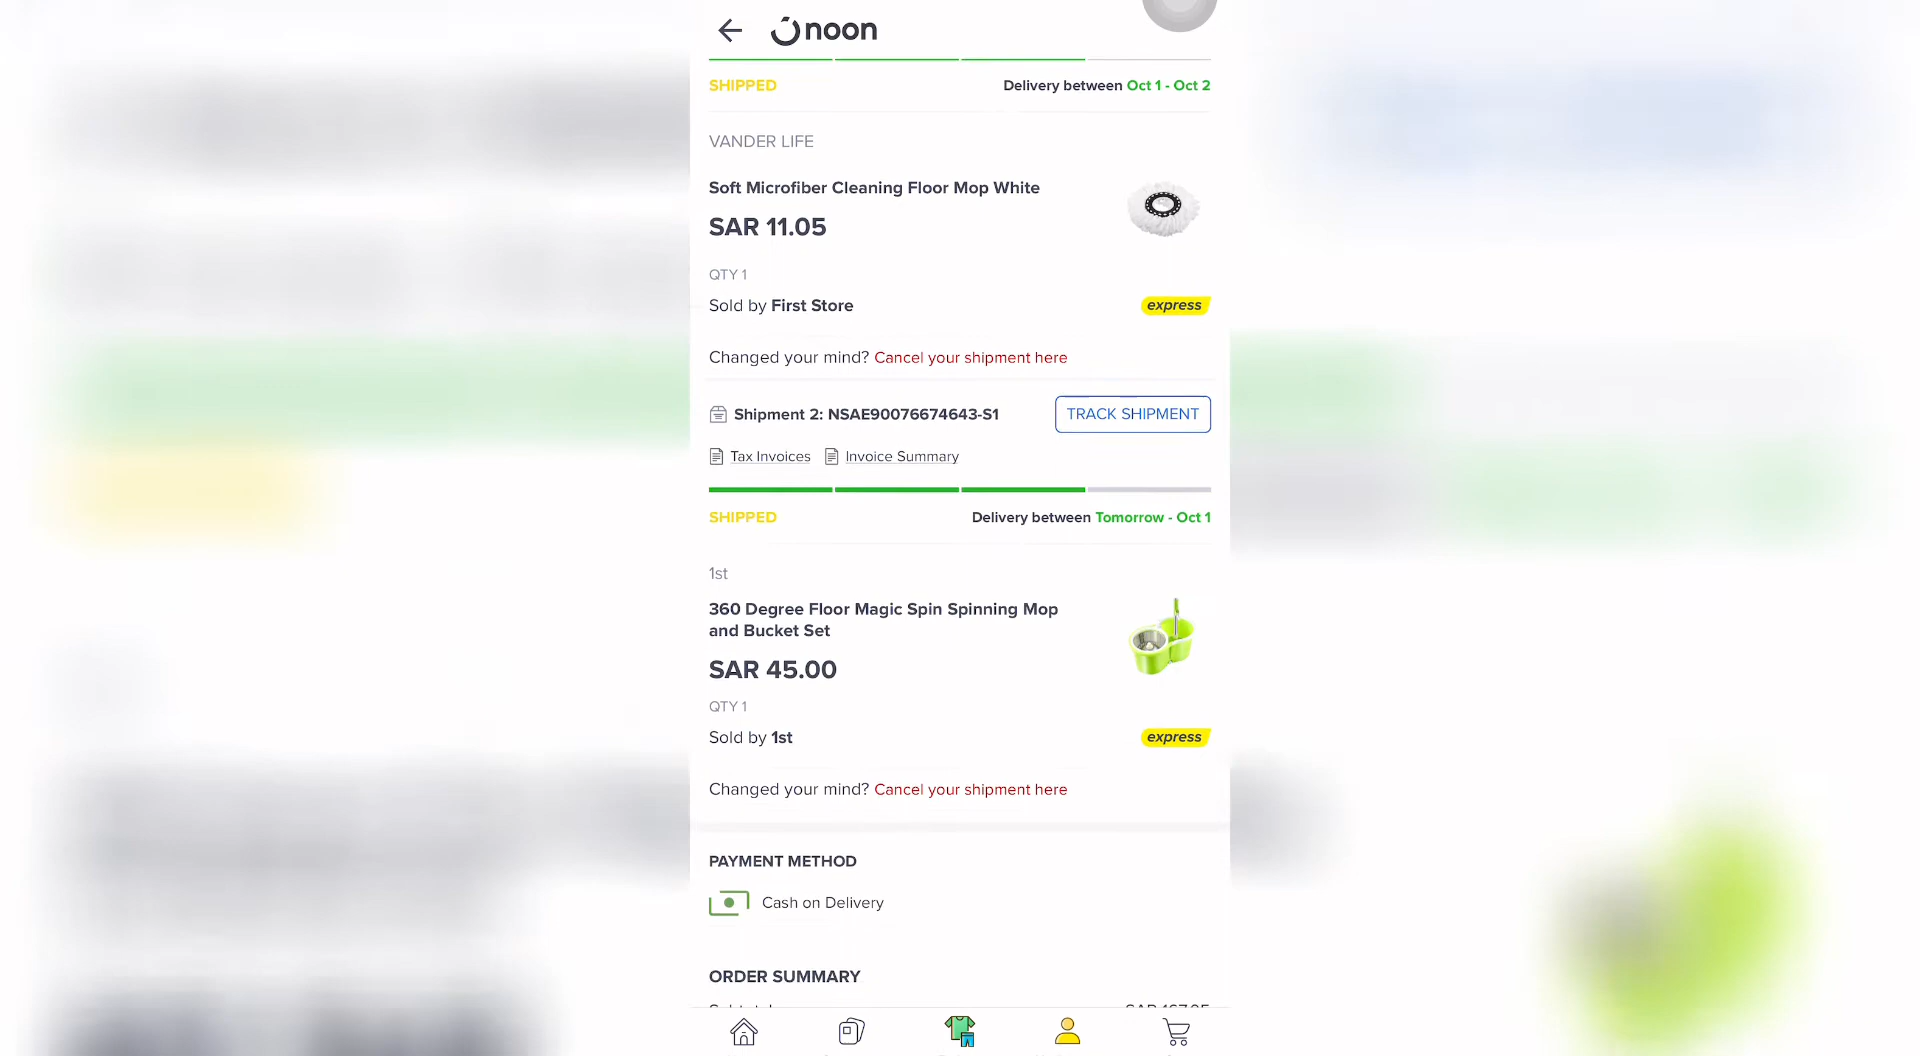 noon
SHIPPED Delivery between Oct 1 - Oct 2
VANDER LIFE
Soft Microfiber Cleaning Floor Mop White
SAR 11.05
QTY 1
Sold by First Store express
Changed your mind? Cancel your shipment here
Shipment 2: NSAE90076674643-S1 TRACK SHIPMENT
Tax Invoices Invoice Summary
SHIPPED Delivery between Tomorrow - Oct 1
1st
360 Degree Floor Magic Spin Spinning Mop
and Bucket Set
SAR 45.00
QTY 1
Sold by 1st express
Changed your mind? Cancel your shipment here
PAYMENT METHOD
Cash on Delivery
ORDER SUMMARY